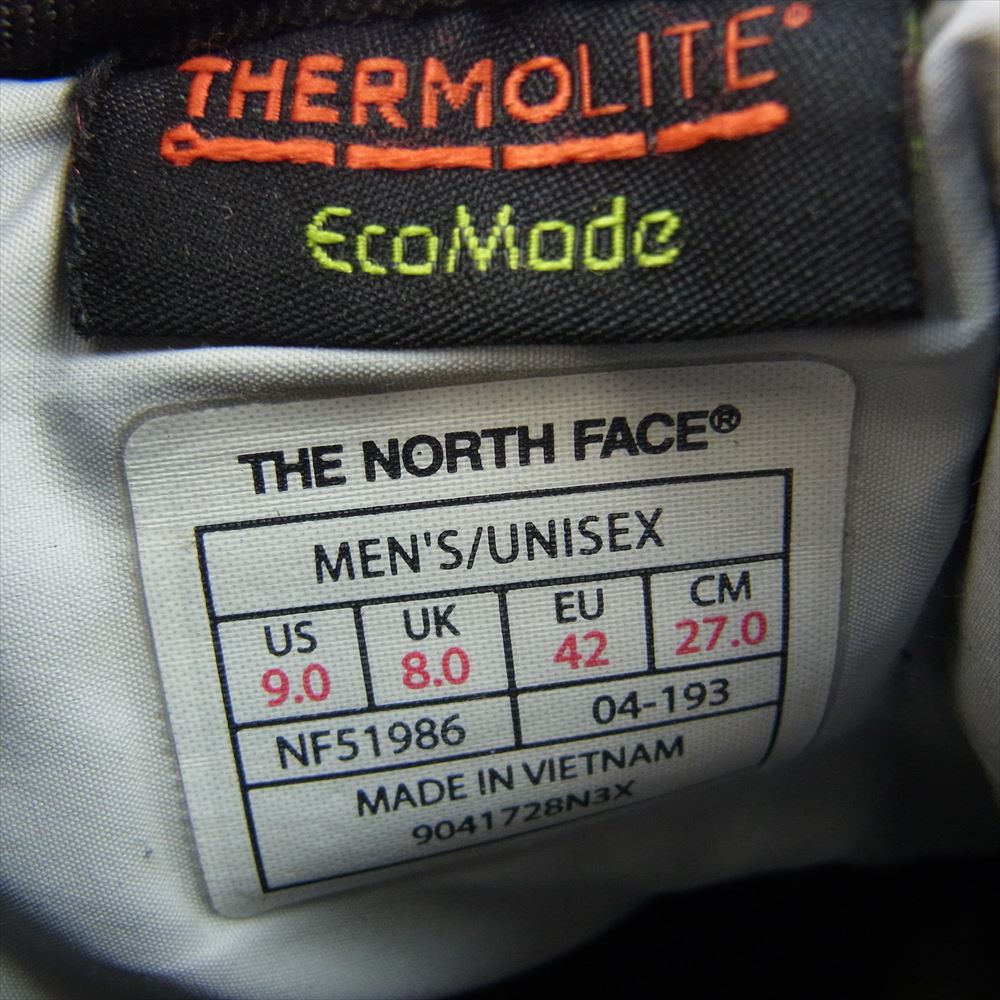 THERMOLITE®
EcoMade
THE NORTH FACE®
MEN'S/UNISEX
US UK EU CM
9.0 8.0 42 27.0
NF51986 04-193
MADE IN VIETNAM
9041728N3X